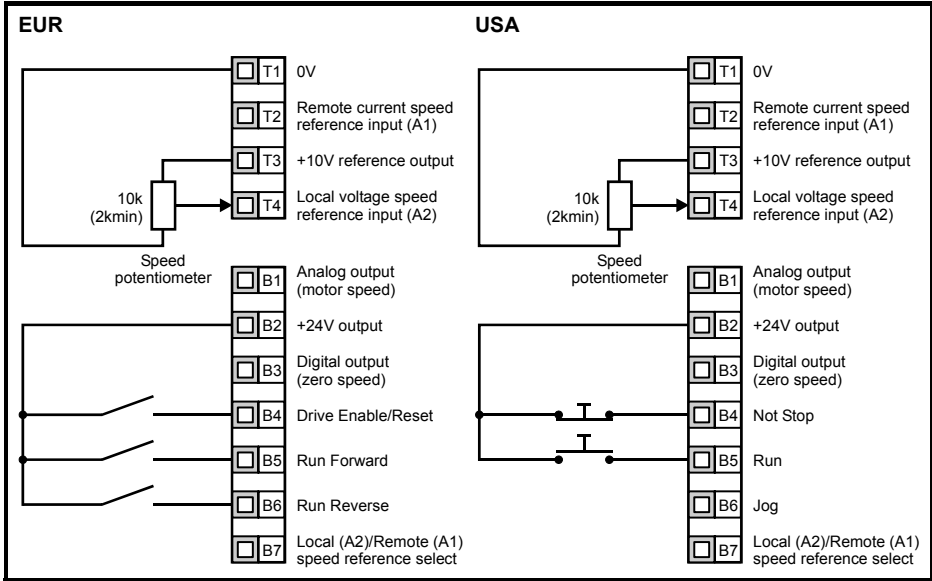 EUR
T1 0V
T2 Remote current speed
reference input (A1)
T3 +10V reference output
10k
(2kmin)
T4 Local voltage speed
reference input (A2)
Speed
potentiometer
B1 Analog output
(motor speed)
B2 +24V output
B3 Digital output
(zero speed)
B4 Drive Enable/Reset
B5 Run Forward
B6 Run Reverse
B7 Local (A2)/Remote (A1)
speed reference select
USA
T1 0V
T2 Remote current speed
reference input (A1)
T3 +10V reference output
10k
(2kmin)
T4 Local voltage speed
reference input (A2)
Speed
potentiometer
B1 Analog output
(motor speed)
B2 +24V output
B3 Digital output
(zero speed)
B4 Not Stop
B5 Run
B6 Jog
B7 Local (A2)/Remote (A1)
speed reference select